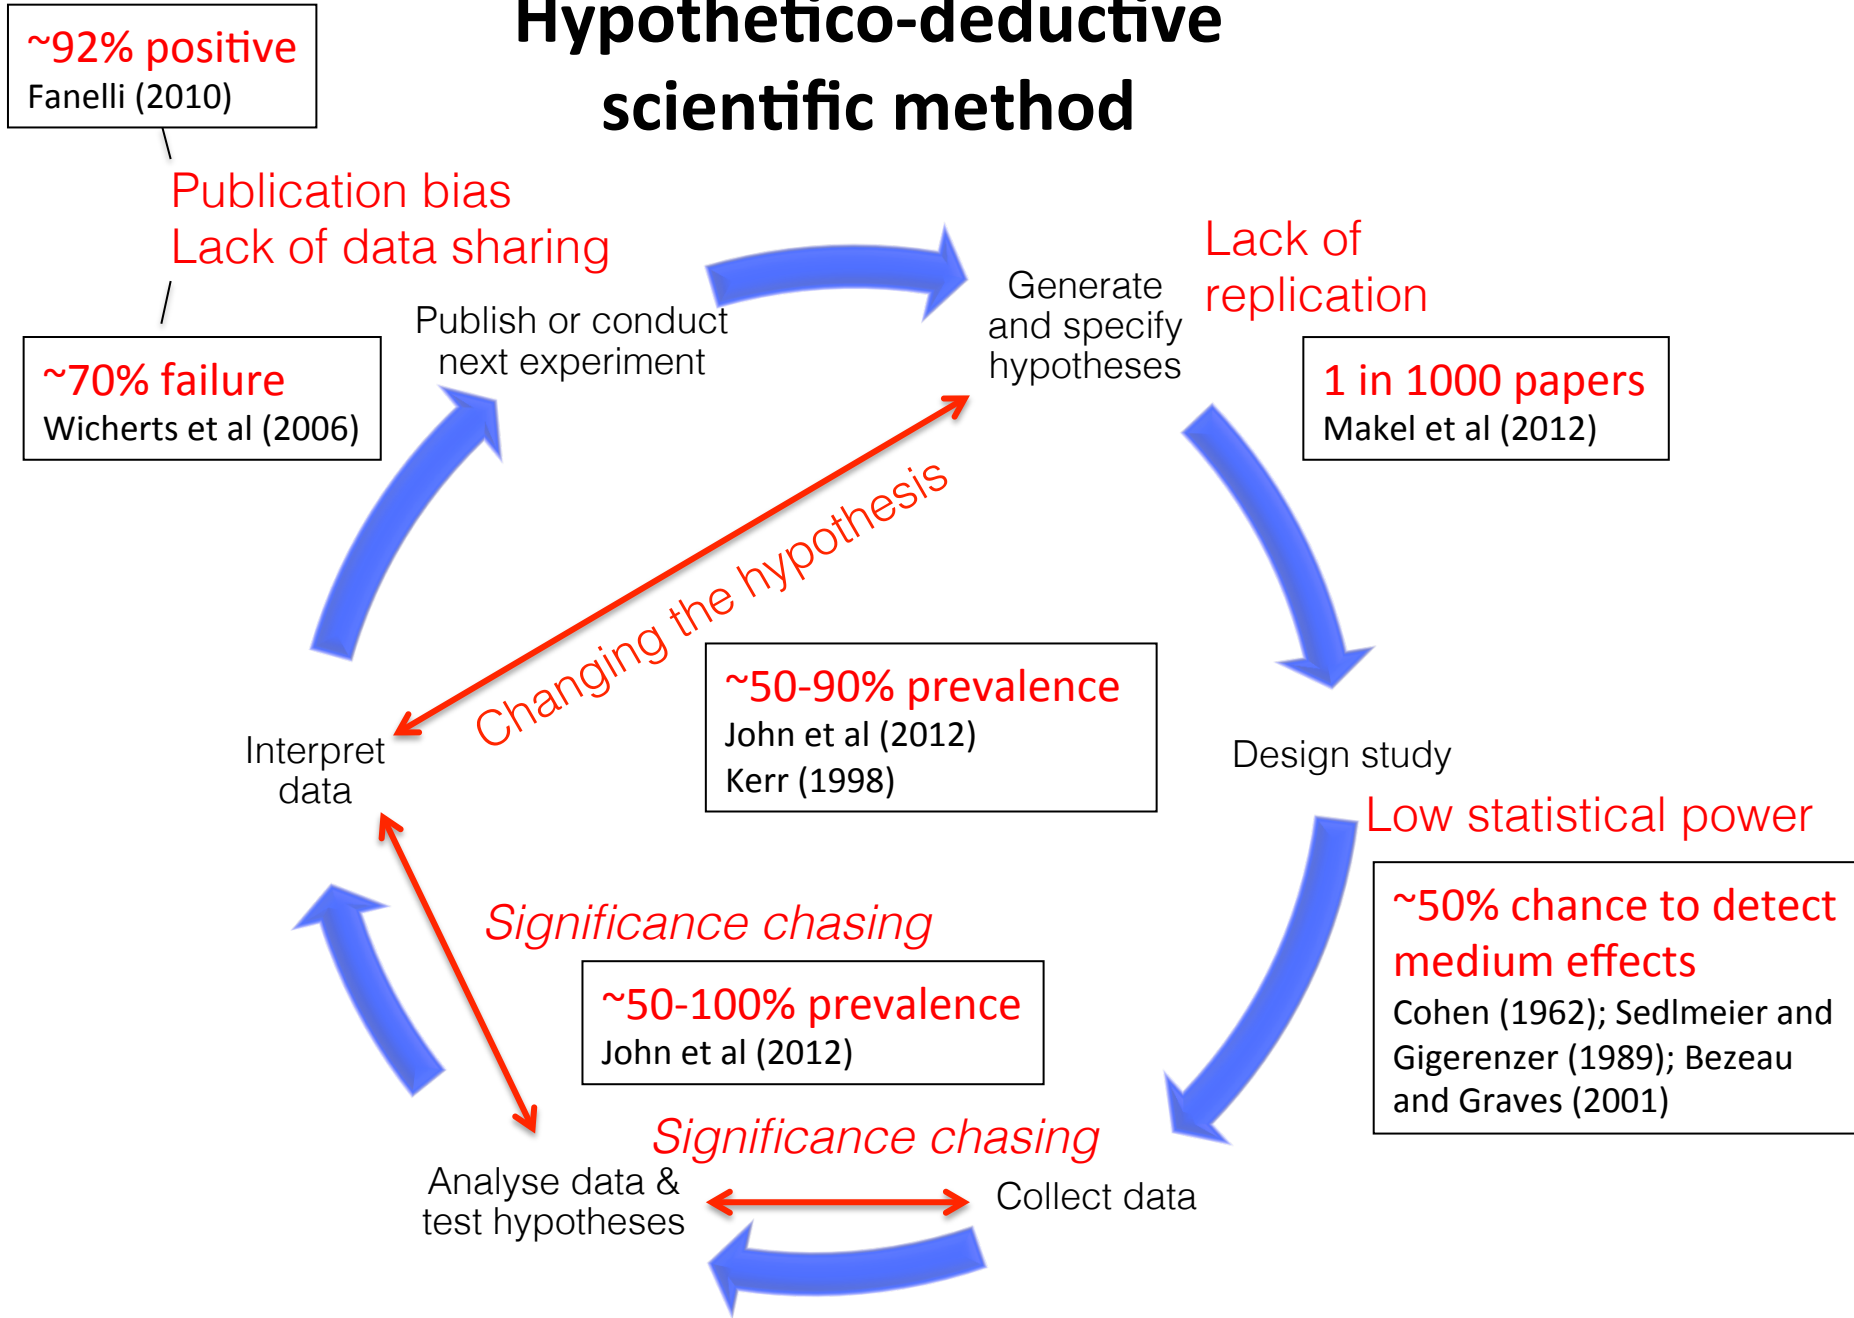 Hypothetico-deductive
scientific method
~92% positive
Fanelli (2010)
Publication bias
Lack of data sharing
~70% failure
Wicherts et al (2006)
Publish or conduct
next experiment
Generate
and specify
hypotheses
Lack of
replication
1 in 1000 papers
Makel et al (2012)
Changing the hypothesis
~50-90% prevalence
John et al (2012)
Kerr (1998)
Interpret
data
Design study
Low statistical power
~50% chance to detect
medium effects
Cohen (1962); Sedlmeier and
Gigerenzer (1989); Bezeau
and Graves (2001)
Significance chasing
~50-100% prevalence
John et al (2012)
Significance chasing
Analyse data &
test hypotheses
Collect data